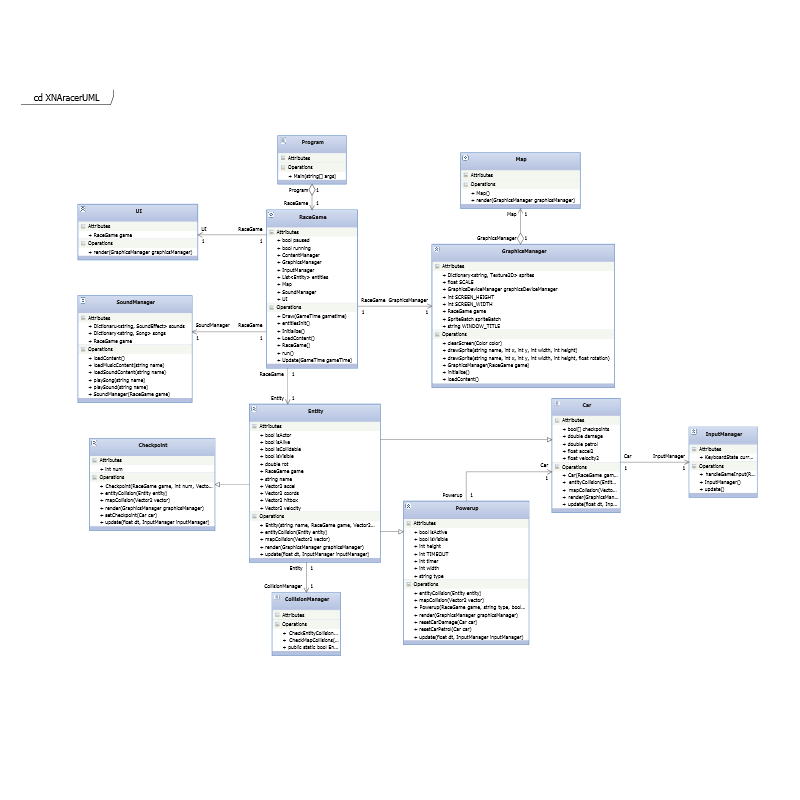 cd XNAracerUML
Program
Attributes
Operations
+ Main(string[] args)
Program 1
RaceGame 1
Map
Attributes
Operations
+ Map()
+ render(GraphicsManager graphicsManager)
Map 1
GraphicsManager 1
UI
Attributes
+ RaceGame game
Operations
+ render(GraphicsManager graphicsManager)
UI RaceGame
1 1
RaceGame
Attributes
+ bool paused
+ bool running
+ ContentManager
+ GraphicsManager
+ InputManager
+ List<Entity> entities
+ Map
+ SoundManager
+ UI
Operations
+ Draw(GameTime gametime)
+ entitiesInit()
+ Initialise()
+ LoadContent()
+ RaceGame()
+ run()
+ Update(GameTime gameTime)
RaceGame GraphicsManager
1 1
GraphicsManager
Attributes
+ Dictionary<string, Texture2D> sprites
+ float SCALE
+ GraphicsDeviceManager graphicsDeviceManager
+ int SCREEN_HEIGHT
+ int SCREEN_WIDTH
+ RaceGame game
+ SpriteBatch spriteBatch
+ string WINDOW_TITLE
Operations
+ clearScreen(Color color)
+ drawSprite(string name, int x, int y, int width, int height)
+ drawSprite(string name, int x, int y, int width, int height, float rotation)
+ GraphicsManager(RaceGame game)
+ initialise()
+ loadContent()
SoundManager
Attributes
+ Dictionary<string, SoundEffect> sounds
+ Dictionary<string, Song> songs
+ RaceGame game
Operations
+ loadContent()
+ loadMusicContent(string name)
+ loadSoundContent(string name)
+ playSong(string name)
+ playSound(string name)
+ SoundManager(RaceGame game)
SoundManager RaceGame
1 1
RaceGame 1
Entity 1
Entity
Attributes
+ bool isActor
+ bool isAlive
+ bool isCollidable
+ bool isVisible
+ double rot
+ RaceGame game
+ string name
+ Vector2 accel
+ Vector2 coords
+ Vector2 hitbox
+ Vector2 velocity
Operations
+ Entity(string name, RaceGame game, Vector2...
+ entityCollision(Entity entity)
+ mapCollision(Vector2 vector)
+ render(GraphicsManager graphicsManager)
+ update(float dt, InputManager inputManager)
Entity 1
CollisionManager 1
Checkpoint
Attributes
+ int num
Operations
+ Checkpoint(RaceGame game, int num, Vecto...
+ entityCollision(Entity entity)
+ mapCollision(Vector2 vector)
+ render(GraphicsManager graphicsManager)
+ setCheckpoint(Car car)
+ update(float dt, InputManager inputManager)
CollisionManager
Attributes
Operations
+ CheckEntityCollision...
+ CheckMapCollisions(...
+ public static bool En...
Car
Attributes
+ bool[] checkpoints
+ double damage
+ double petrol
+ float accel2
+ float velocity2
Operations
+ Car(RaceGame gam...
+ entityCollision(Entit...
+ mapCollision(Vecto...
+ render(GraphicsMan...
+ update(float dt, Inp...
Car InputManager
1 1
InputManager
Attributes
+ KeyboardState curr...
Operations
+ handleGameInput(R...
+ InputManager()
+ update()
Car
1
Powerup 1
Powerup
Attributes
+ bool isActive
+ bool isVisible
+ int height
+ int TIMEOUT
+ int timer
+ int width
+ string type
Operations
+ entityCollision(Entity entity)
+ mapCollision(Vector2 vector)
+ Powerup(RaceGame game, string type, bool...
+ render(GraphicsManager graphicsManager)
+ resetCarDamage(Car car)
+ resetCarPetrol(Car car)
+ update(float dt, InputManager inputManager)